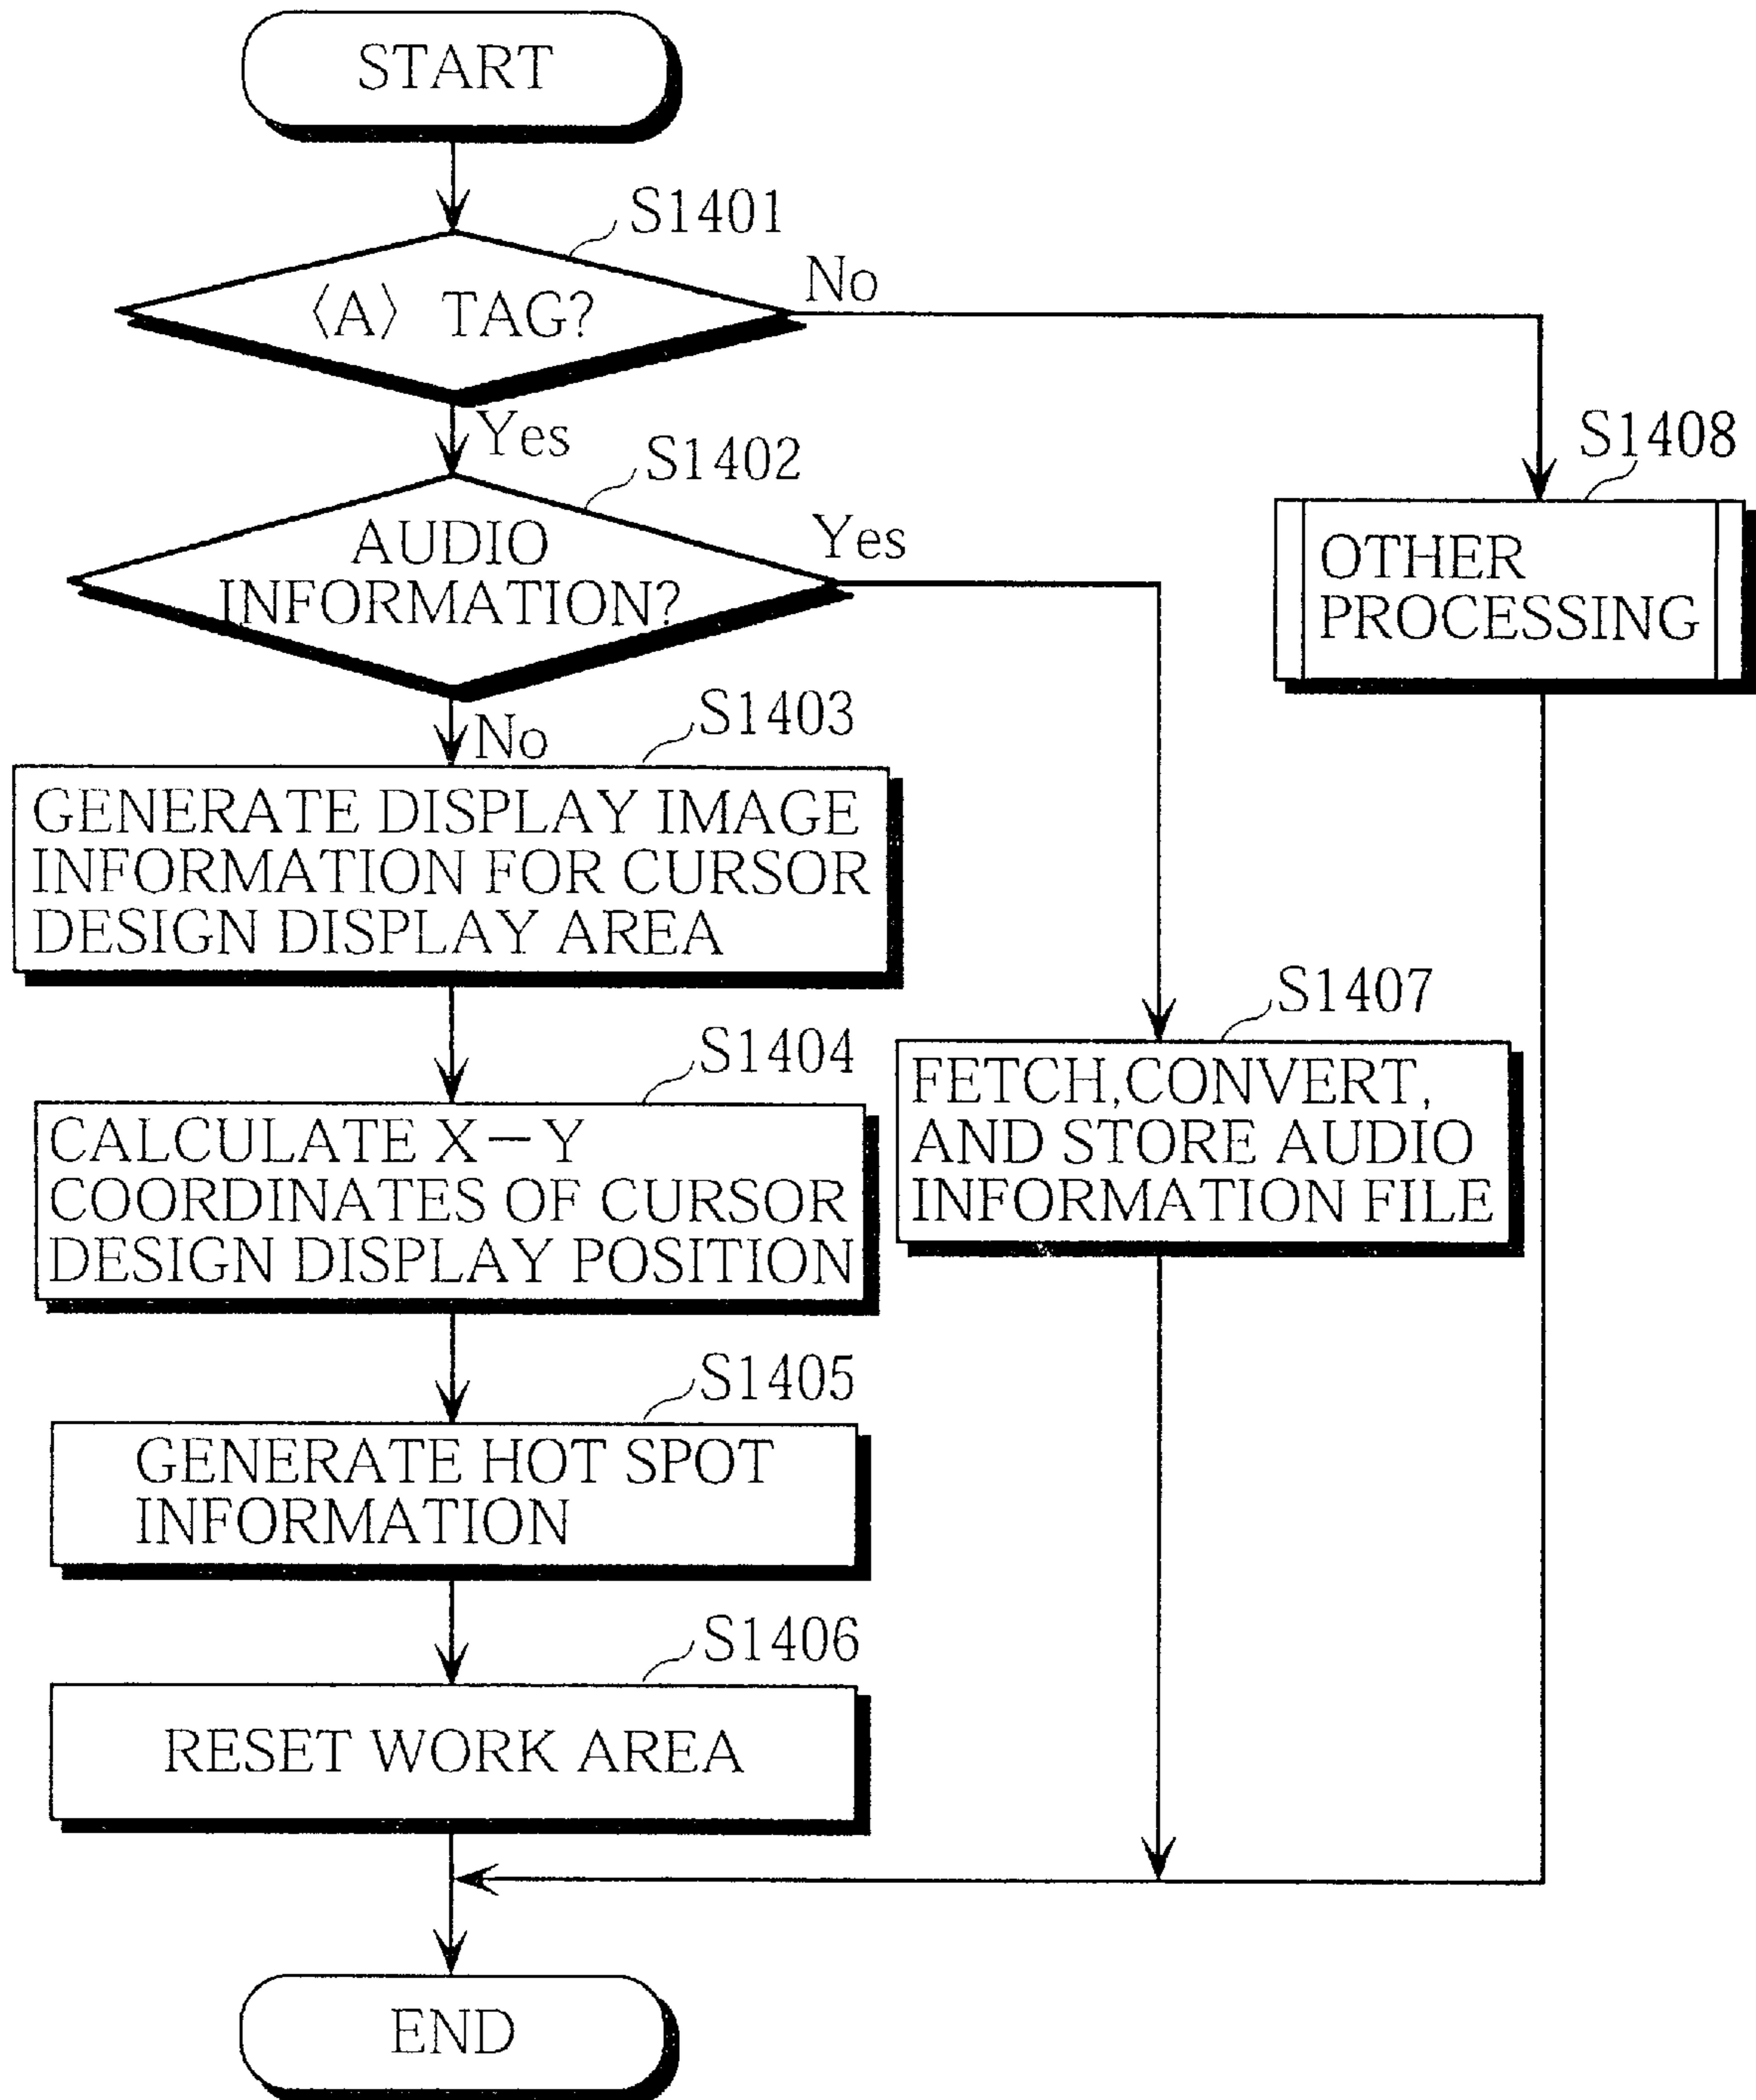 START
S1401
〈A〉 TAG?
No
Yes
S1402
AUDIO
INFORMATION?
Yes
S1408
OTHER
PROCESSING
No
S1403
GENERATE DISPLAY IMAGE
INFORMATION FOR CURSOR
DESIGN DISPLAY AREA
S1407
FETCH,CONVERT,
AND STORE AUDIO
INFORMATION FILE
S1404
CALCULATE X—Y
COORDINATES OF CURSOR
DESIGN DISPLAY POSITION
S1405
GENERATE HOT SPOT
INFORMATION
S1406
RESET WORK AREA
END